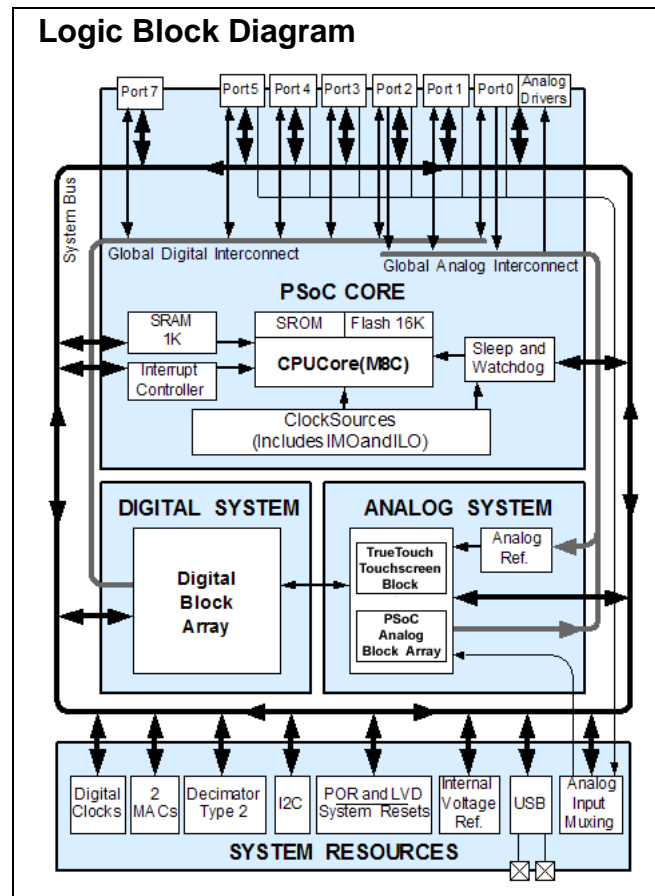 Logic Block Diagram
Port 7
Port 5
Port 4
Port 3
Port 2
Port 1
Port 0
Analog
Drivers
System Bus
Global Digital Interconnect
Global Analog Interconnect
PSoC CORE
SRAM
1K
SROM
Flash 16K
CPUCore(M8C)
Sleep and
Watchdog
Interrupt
Controller
ClockSources
(IncludesIMOandILO)
DIGITAL SYSTEM
ANALOG SYSTEM
Digital
Block
Array
TrueTouch
Touchscreen
Block
Analog
Ref.
PSoC
Analog
Block Array
Digital
Clocks
2
MACs
Decimator
Type 2
I2C
POR and LVD
System Resets
Internal
Voltage
Ref.
USB
Analog
Input
Muxing
SYSTEM RESOURCES